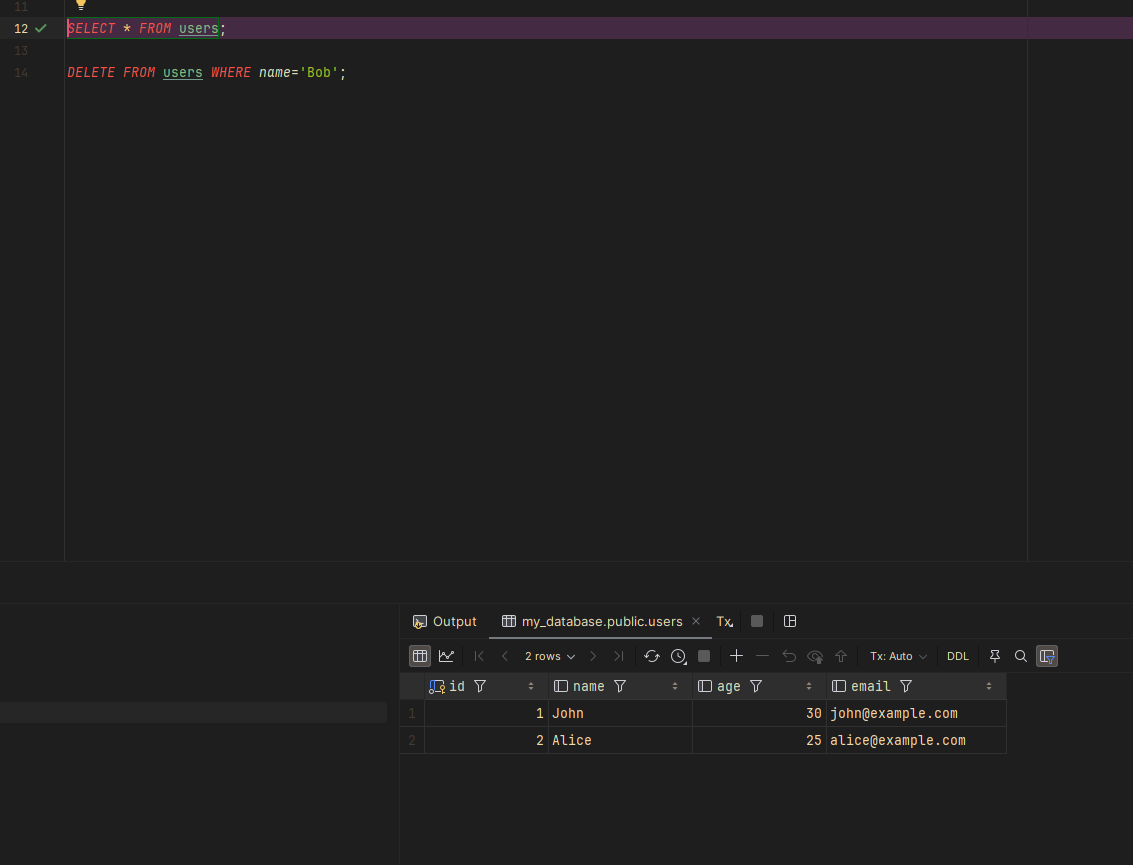 11
12 SELECT * FROM users;
13
14 DELETE FROM users WHERE name='Bob';
Output my_database.public.users × Tx
2 rows Tx: Auto DDL
id name age email
1 1 John 30 john@example.com
2 2 Alice 25 alice@example.com